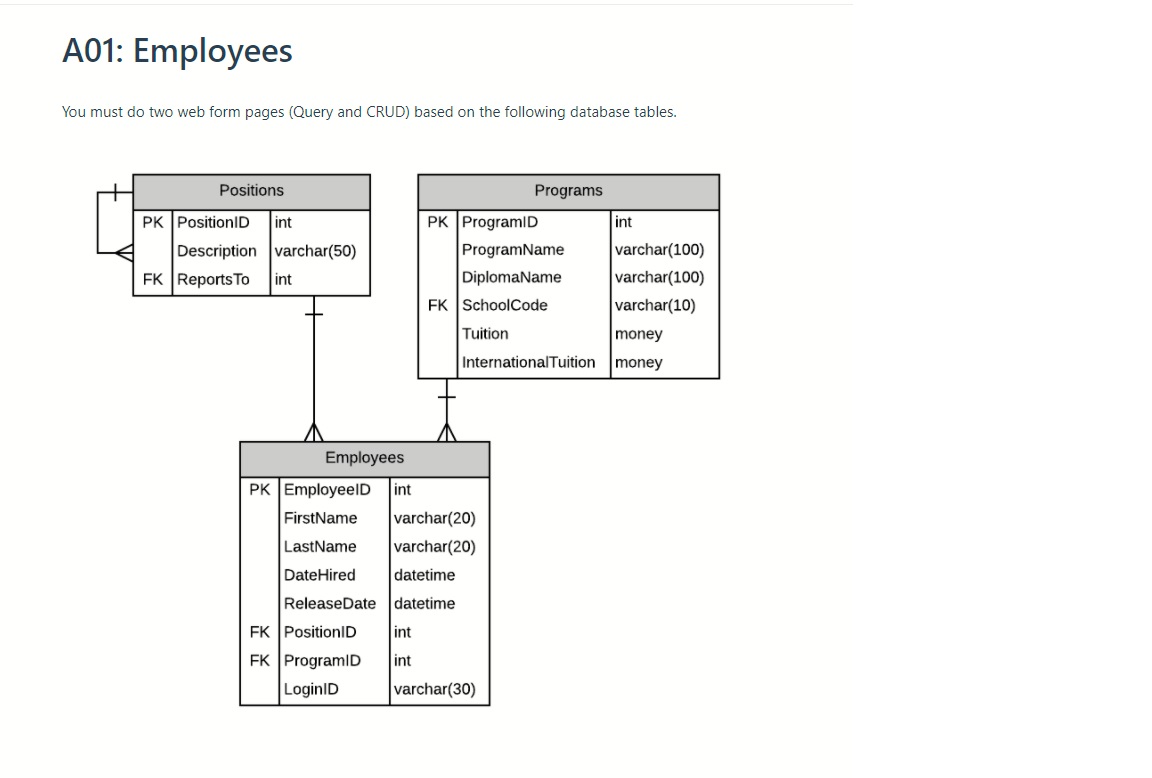 A01: Employees
You must do two web form pages (Query and CRUD) based on the following database tables.
Positions
PK PositionID int
Description varchar(50)
FK ReportsTo int
Programs
PK ProgramID int
ProgramName varchar(100)
DiplomaName varchar(100)
FK SchoolCode varchar(10)
Tuition money
InternationalTuition money
Employees
PK EmployeeID int
FirstName varchar(20)
LastName varchar(20)
DateHired datetime
ReleaseDate datetime
FK PositionID int
FK ProgramID int
LoginID varchar(30)